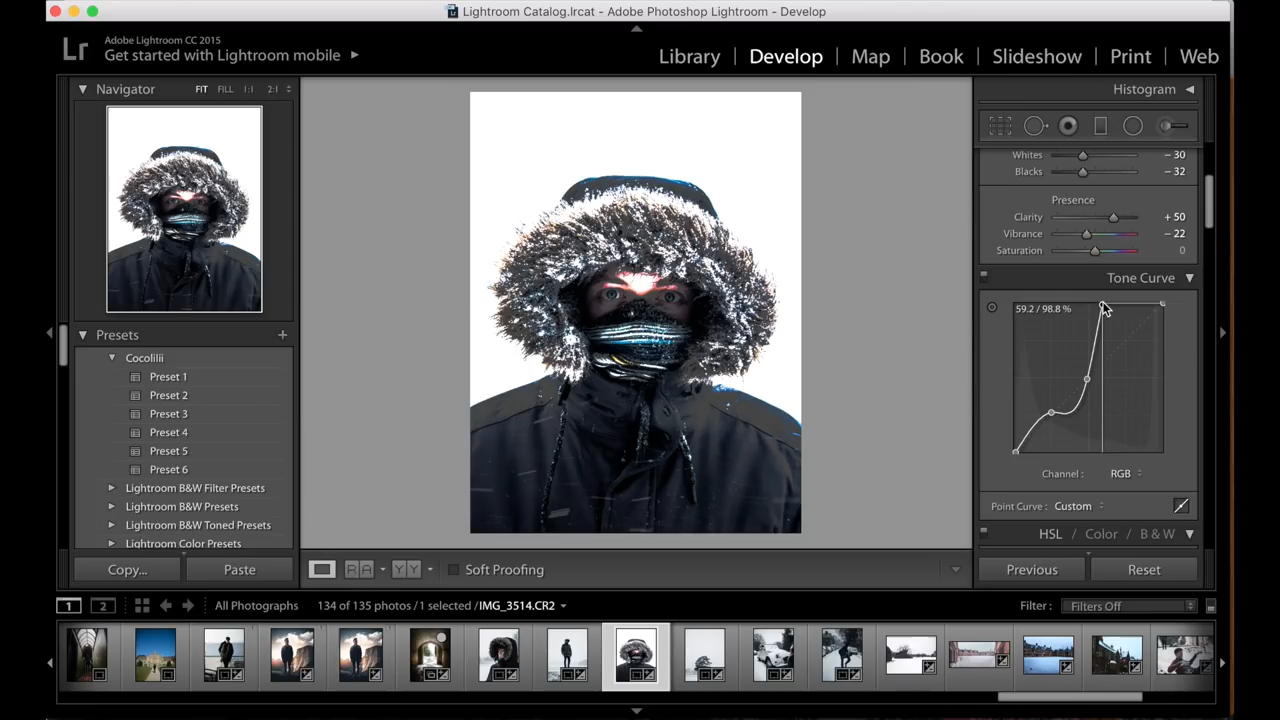 Lightroom Catalog.lrcat - Adobe Photoshop Lightroom - Develop
Lr
Adobe Lightroom CC 2015
Get started with Lightroom mobile
Library | Develop | Map | Book | Slideshow | Print | Web
Navigator FIT FILL 1:1 2:1
Presets +
Cocolilii
Preset 1
Preset 2
Preset 3
Preset 4
Preset 5
Preset 6
Lightroom B&W Filter Presets
Lightroom B&W Presets
Lightroom B&W Toned Presets
Lightroom Color Presets
Copy... Paste
Soft Proofing
Histogram
Whites - 30
Blacks - 32
Presence
Clarity + 50
Vibrance - 22
Saturation 0
Tone Curve
59.2 / 98.8 %
Channel : RGB
Point Curve : Custom
HSL / Color / B & W
Previous Reset
1 2 All Photographs 134 of 135 photos / 1 selected / IMG_3514.CR2 Filter : Filters Off